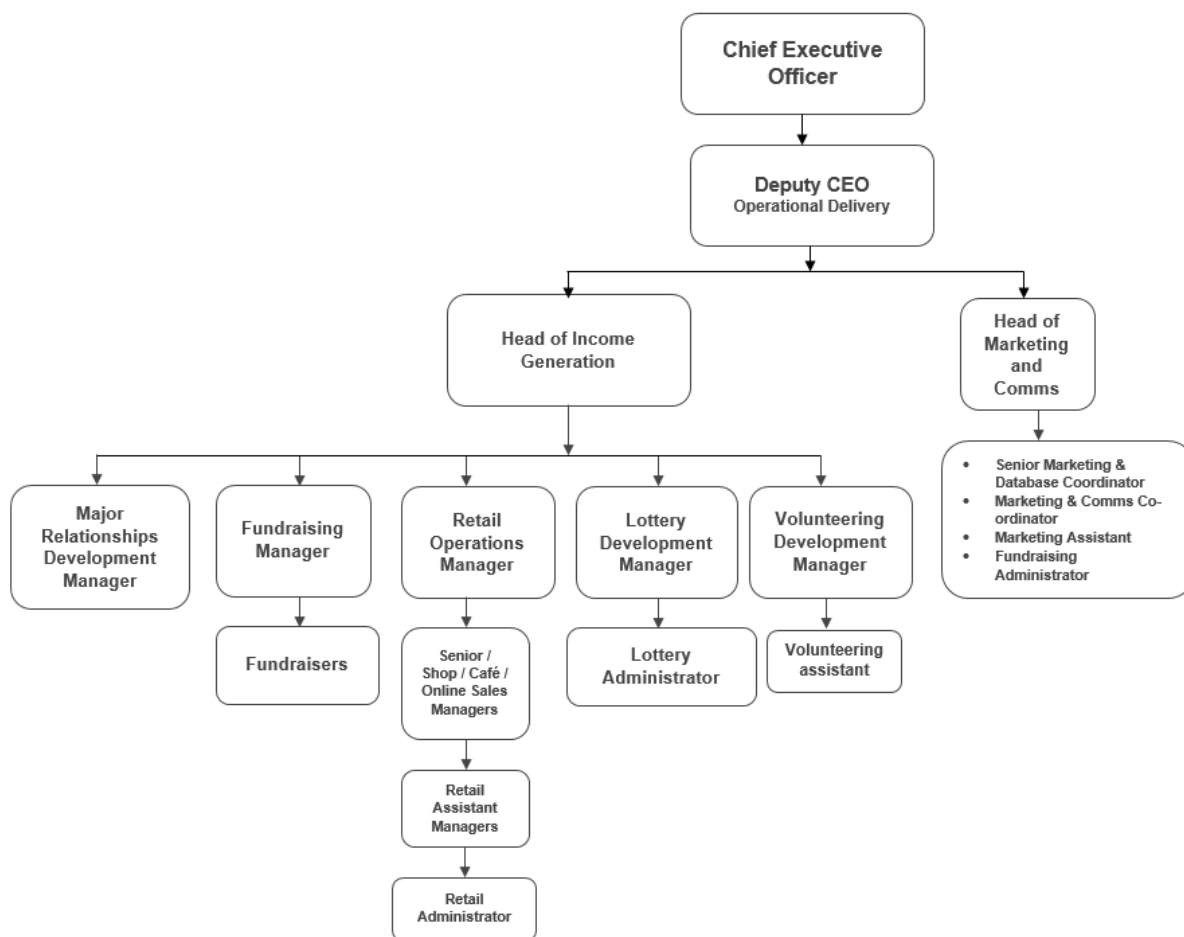 Chief Executive
Officer
Deputy CEO
Operational Delivery
Head of Income
Generation
Head of
Marketing
and
Comms
Major
Relationships
Development
Manager
Fundraising
Manager
Retail
Operations
Manager
Lottery
Development
Manager
Volunteering
Development
Manager
• Senior Marketing &
Database Coordinator
• Marketing & Comms Co-
ordinator
• Marketing Assistant
• Fundraising
Administrator
Fundraisers
Senior /
Shop / Café /
Online Sales
Managers
Lottery
Administrator
Volunteering
assistant
Retail
Assistant
Managers
Retail
Administrator